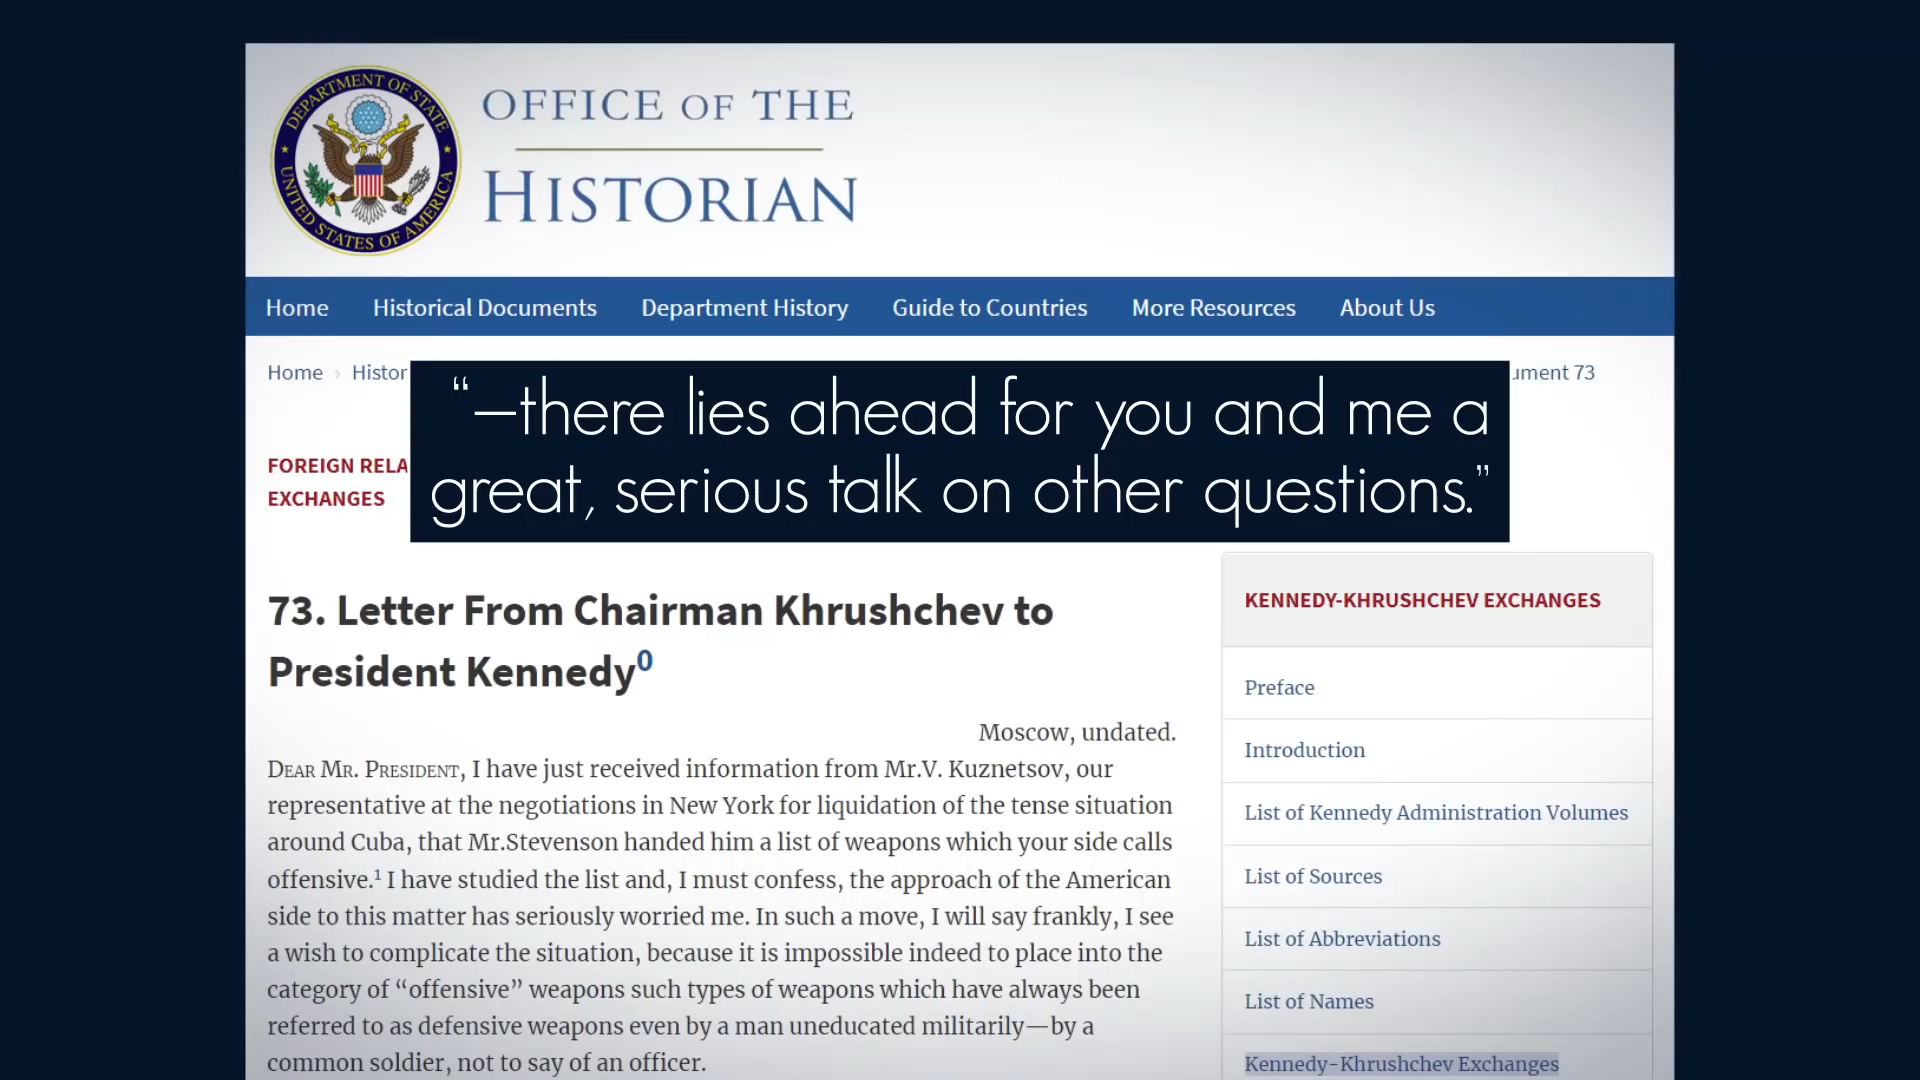 DEPARTMENT OF STATE
UNITED STATES OF AMERICA
OFFICE OF THE
HISTORIAN
Home Historical Documents Department History Guide to Countries More Resources About Us
Home › Histor ument 73
“—there lies ahead for you and me a
great, serious talk on other questions.”
FOREIGN RELA
EXCHANGES
73. Letter From Chairman Khrushchev to
President Kennedy0
Moscow, undated.
DEAR MR. PRESIDENT, I have just received information from Mr.V. Kuznetsov, our
representative at the negotiations in New York for liquidation of the tense situation
around Cuba, that Mr.Stevenson handed him a list of weapons which your side calls
offensive.1 I have studied the list and, I must confess, the approach of the American
side to this matter has seriously worried me. In such a move, I will say frankly, I see
a wish to complicate the situation, because it is impossible indeed to place into the
category of “offensive” weapons such types of weapons which have always been
referred to as defensive weapons even by a man uneducated militarily—by a
common soldier, not to say of an officer.
KENNEDY-KHRUSHCHEV EXCHANGES
Preface
Introduction
List of Kennedy Administration Volumes
List of Sources
List of Abbreviations
List of Names
Kennedy-Khrushchev Exchanges